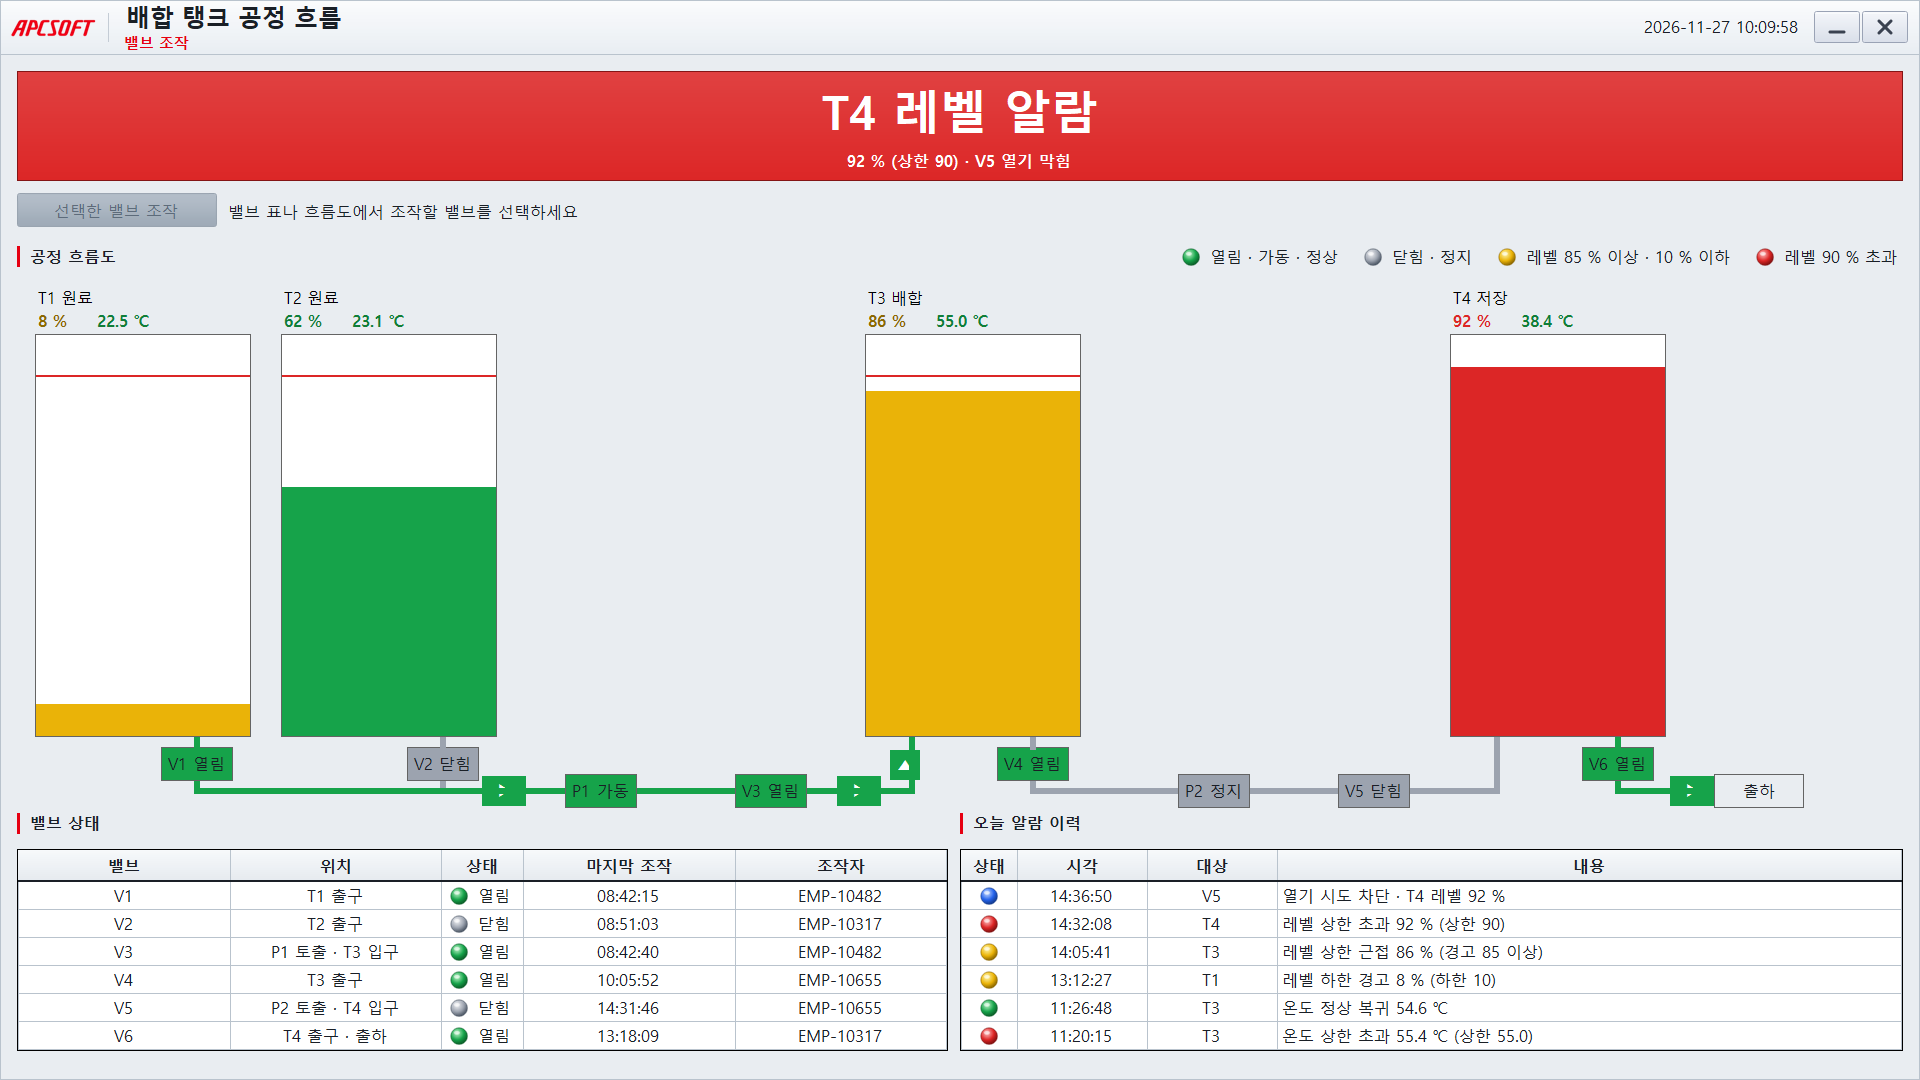 APCSOFT
배합 탱크 공정 흐름
밸브 조작
2026-11-27 10:09:58
T4 레벨 알람
92 % (상한 90) · V5 열기 막힘
선택한 밸브 조작
밸브 표나 흐름도에서 조작할 밸브를 선택하세요
공정 흐름도
열림 · 가동 · 정상
닫힘 · 정지
레벨 85 % 이상 · 10 % 이하
레벨 90 % 초과
T1 원료
8 % 22.5 ℃
T2 원료
62 % 23.1 ℃
T3 배합
86 % 55.0 ℃
T4 저장
92 % 38.4 ℃
V1 열림
V2 닫힘
P1 가동
V3 열림
V4 열림
P2 정지
V5 닫힘
V6 열림
출하
밸브 상태
밸브 위치 상태 마지막 조작 조작자
V1 T1 출구 열림 08:42:15 EMP-10482
V2 T2 출구 닫힘 08:51:03 EMP-10317
V3 P1 토출 · T3 입구 열림 08:42:40 EMP-10482
V4 T3 출구 열림 10:05:52 EMP-10655
V5 P2 토출 · T4 입구 닫힘 14:31:46 EMP-10655
V6 T4 출구 · 출하 열림 13:18:09 EMP-10317
오늘 알람 이력
상태 시각 대상 내용
14:36:50 V5 열기 시도 차단 · T4 레벨 92 %
14:32:08 T4 레벨 상한 초과 92 % (상한 90)
14:05:41 T3 레벨 상한 근접 86 % (경고 85 이상)
13:12:27 T1 레벨 하한 경고 8 % (하한 10)
11:26:48 T3 온도 정상 복귀 54.6 ℃
11:20:15 T3 온도 상한 초과 55.4 ℃ (상한 55.0)